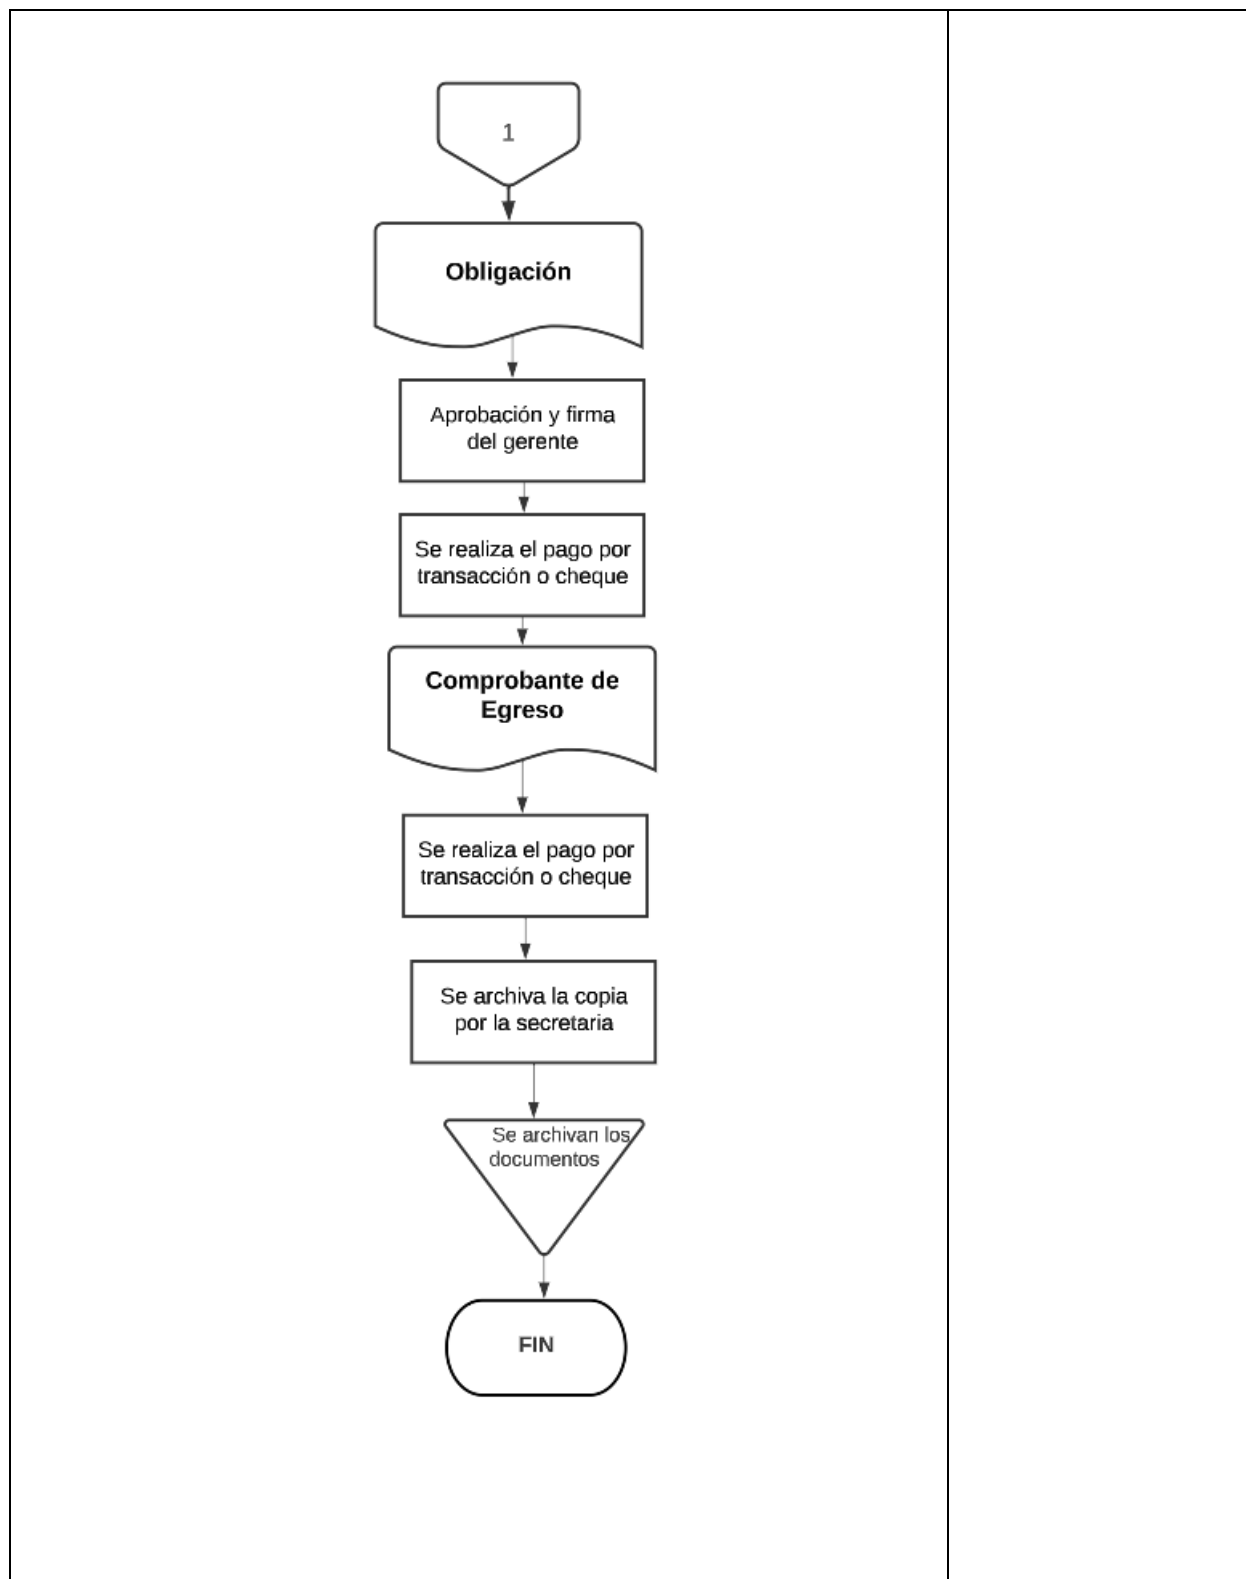 1
Obligación
Aprobación y firma
del gerente
Se realiza el pago por
transacción o cheque
Comprobante de
Egreso
Se realiza el pago por
transacción o cheque
Se archiva la copia
por la secretaria
Se archivan los
documentos
FIN